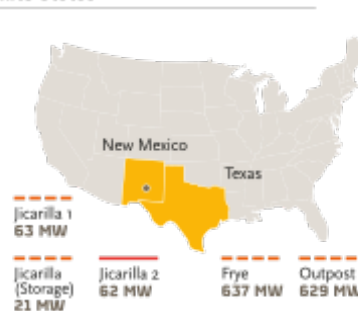 New Mexico
Texas
Jicarilla 1
63 MW
Jicarilla
(Storage)
21 MW
Jicarilla 2
62 MW
Frye
637 MW
Outpost
629 MW